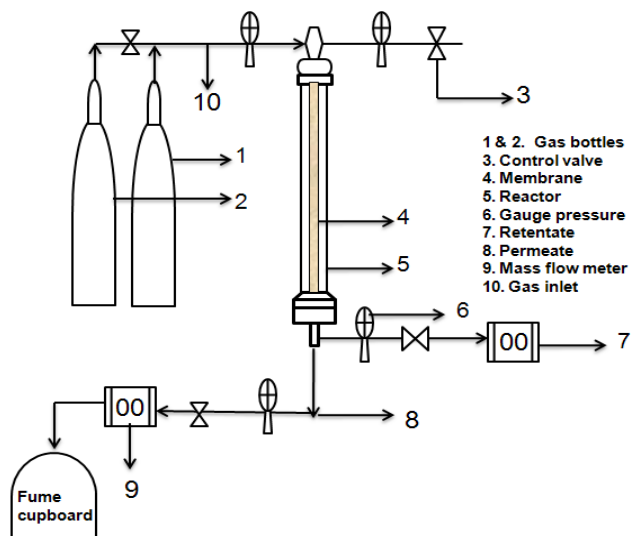 10
3
1
2
1 & 2. Gas bottles
3. Control valve
4. Membrane
5. Reactor
6. Gauge pressure
7. Retentate
8. Permeate
9. Mass flow meter
10. Gas inlet
4
5
6
00
7
00
8
9
Fume
cupboard